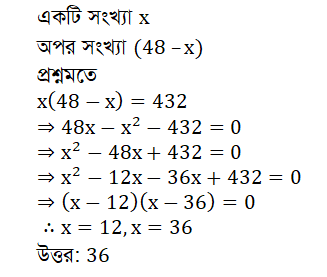 একটি সংখ্যা x
অপর সংখ্যা (48 – x)
প্রশ্নমতে
x(48 − x) = 432
⇒ 48x − x² − 432 = 0
⇒ x² − 48x + 432 = 0
⇒ x² − 12x − 36x + 432 = 0
⇒ (x − 12)(x − 36) = 0
∴ x = 12, x = 36
উত্তর: 36